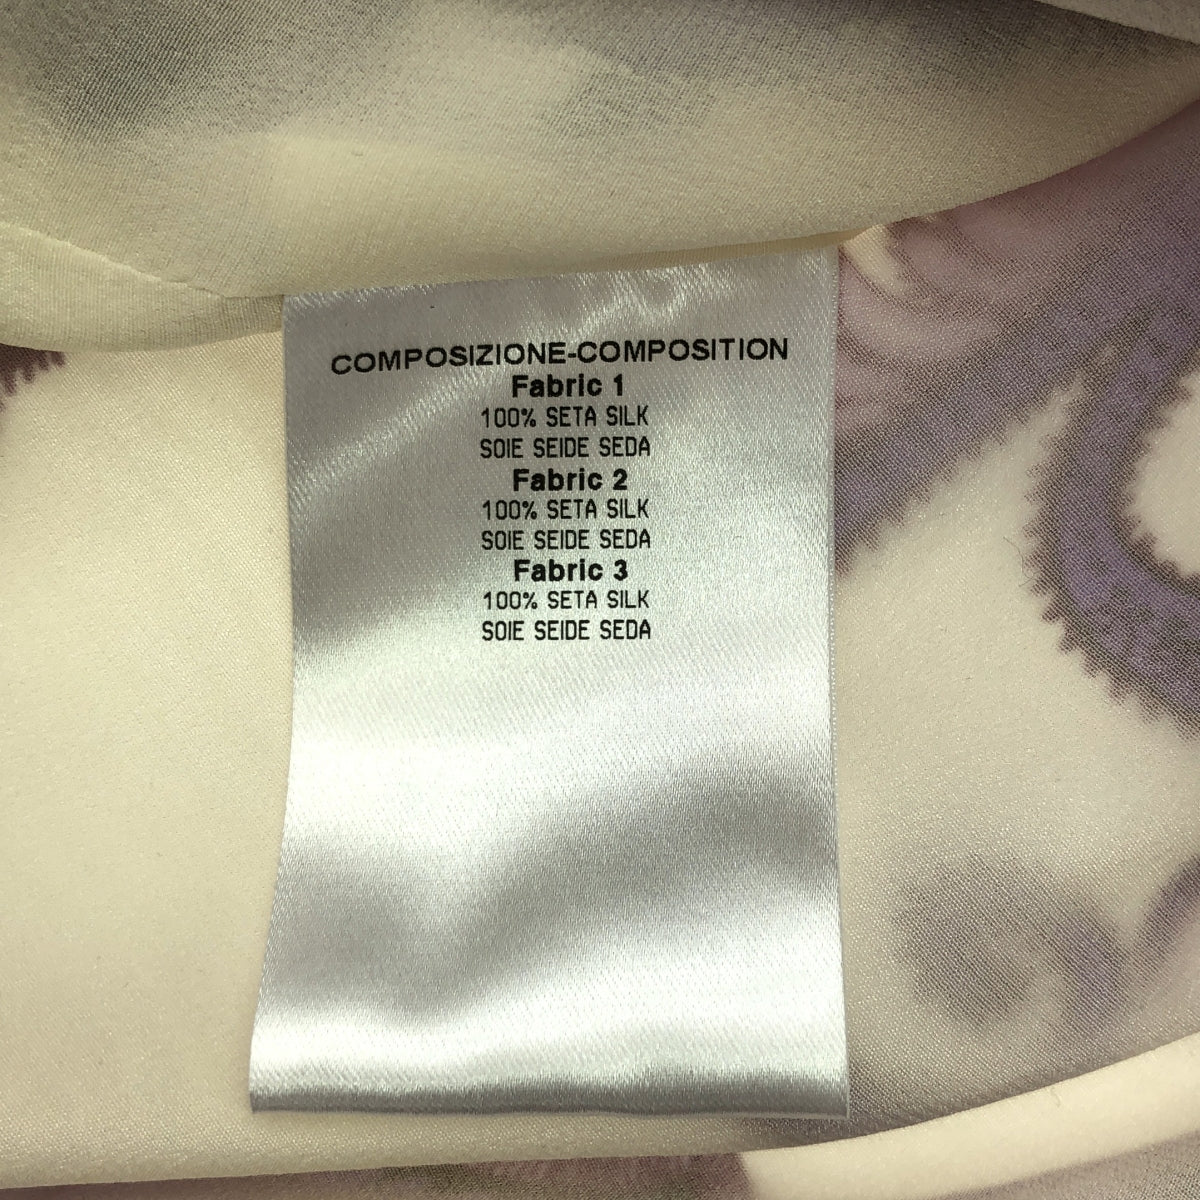 COMPOSIZIONE-COMPOSITION
Fabric 1
100% SETA SILK
SOIE SEIDE SEDA
Fabric 2
100% SETA SILK
SOIE SEIDE SEDA
Fabric 3
100% SETA SILK
SOIE SEIDE SEDA